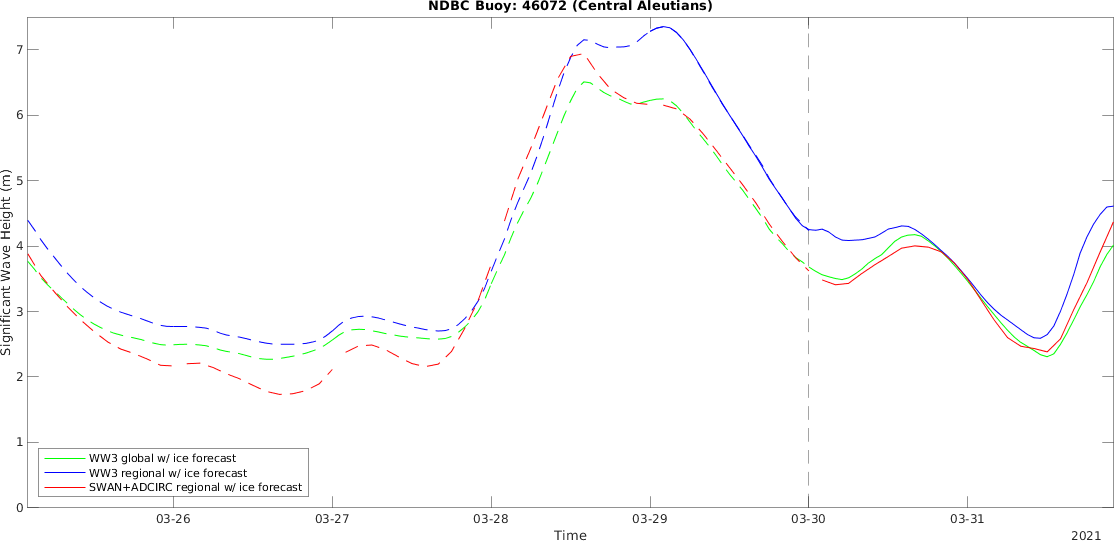 NDBC Buoy: 46072 (Central Aleutians)
7
6
5
4
3
2
1
0
Significant Wave Height (m)
WW3 global w/ ice forecast
WW3 regional w/ ice forecast
SWAN+ADCIRC regional w/ ice forecast
03-26 03-27 03-28 03-29 03-30 03-31
Time
2021